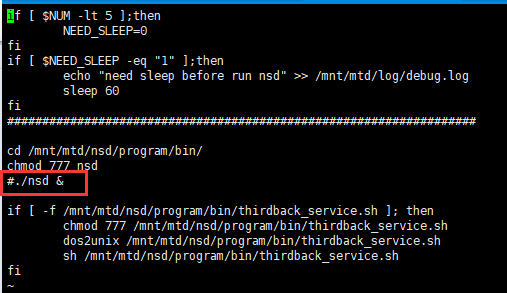 if [ $NUM -lt 5 ];then
        NEED_SLEEP=0
fi
if [ $NEED_SLEEP -eq "1" ];then
        echo "need sleep before run nsd" >> /mnt/mtd/log/debug.log
        sleep 60
fi
###################################################################

cd /mnt/mtd/nsd/program/bin/
chmod 777 nsd
#./nsd &

if [ -f /mnt/mtd/nsd/program/bin/thirdback_service.sh ]; then
        chmod 777 /mnt/mtd/nsd/program/bin/thirdback_service.sh
        dos2unix /mnt/mtd/nsd/program/bin/thirdback_service.sh
        sh /mnt/mtd/nsd/program/bin/thirdback_service.sh
fi
~